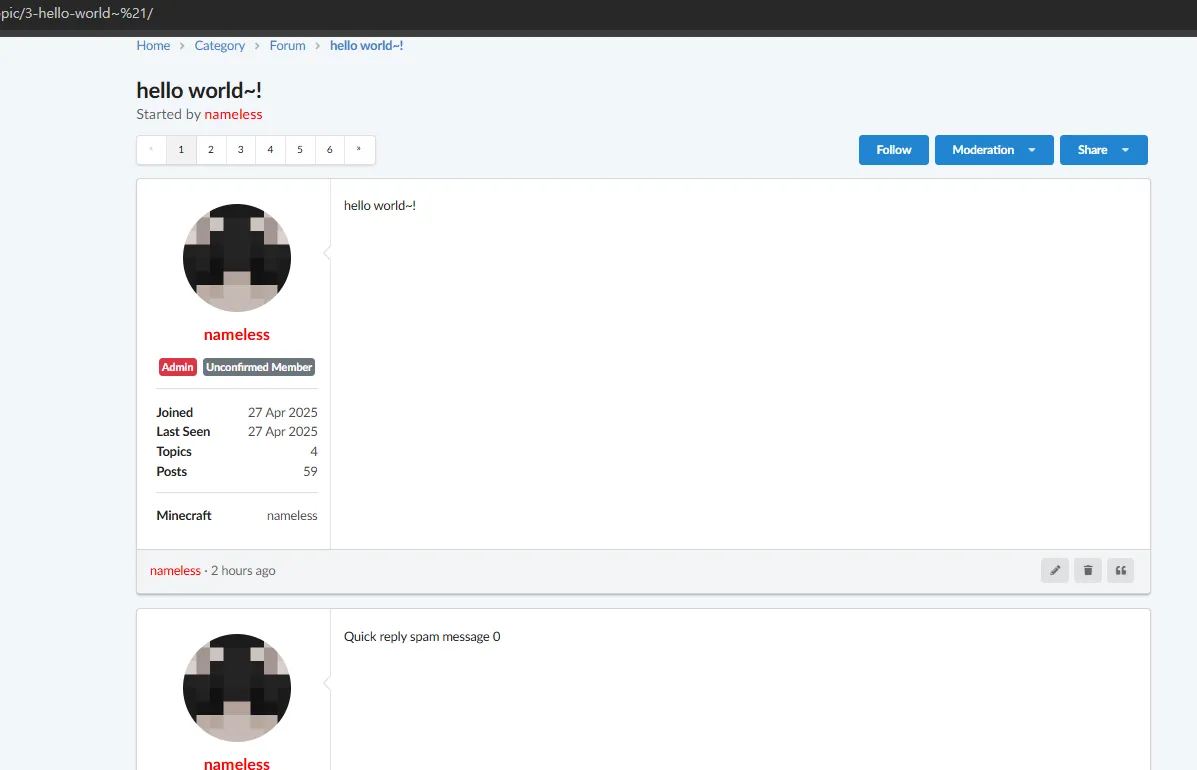 pic/3-hello-world~%21/
Home > Category > Forum > hello world~!
hello world~!
Started by nameless
« 1 2 3 4 5 6 »
Follow Moderation Share
hello world~!
nameless
Admin Unconfirmed Member
Joined 27 Apr 2025
Last Seen 27 Apr 2025
Topics 4
Posts 59
Minecraft nameless
nameless · 2 hours ago
Quick reply spam message 0
nameless